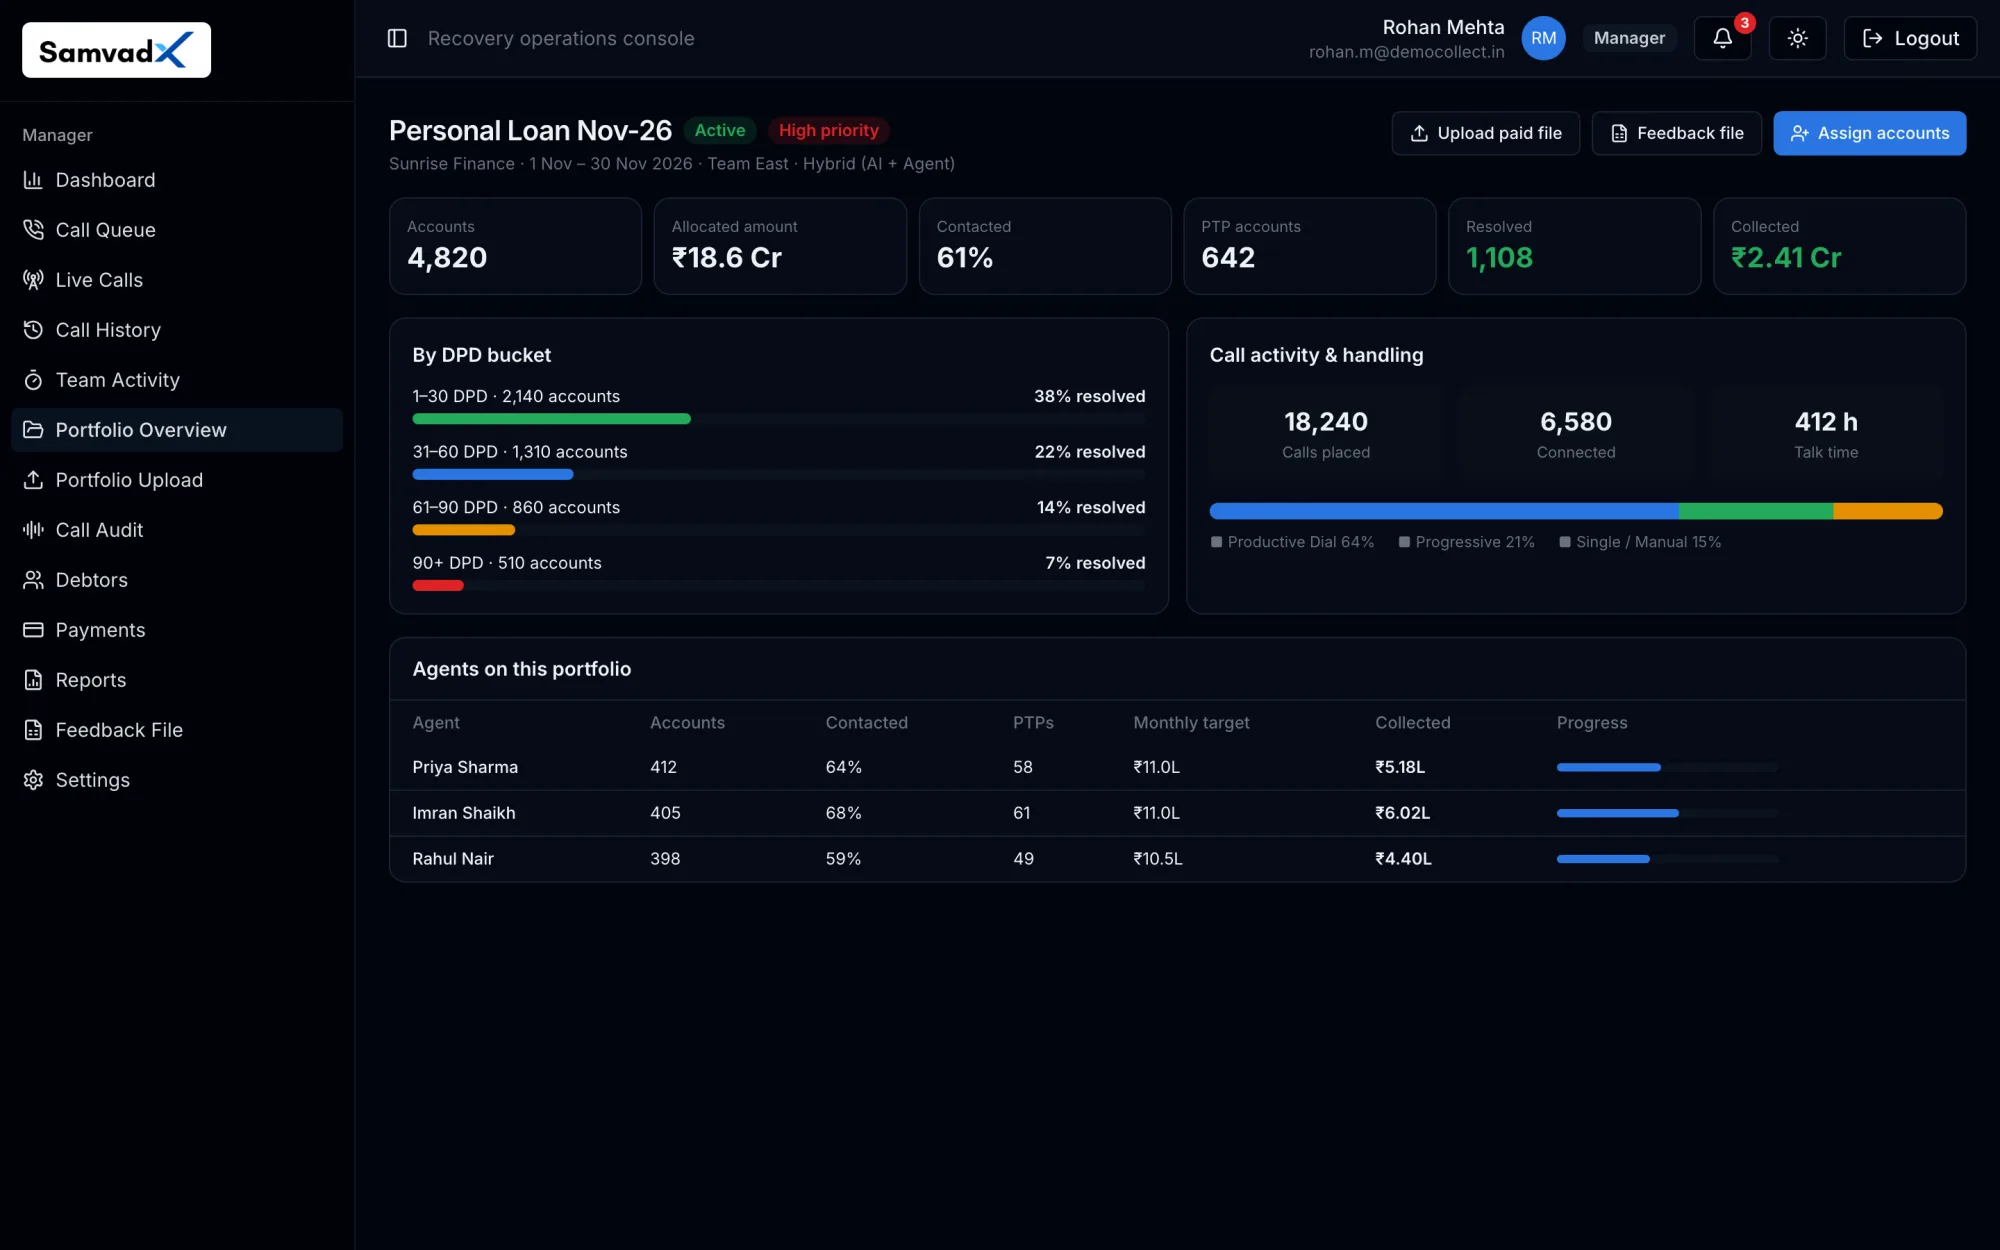 SamvadX
Recovery operations console
Rohan Mehta
rohan.m@democollect.in
RM
Manager
3
Logout
Manager
Dashboard
Call Queue
Live Calls
Call History
Team Activity
Portfolio Overview
Portfolio Upload
Call Audit
Debtors
Payments
Reports
Feedback File
Settings
Personal Loan Nov-26 Active High priority
Sunrise Finance · 1 Nov – 30 Nov 2026 · Team East · Hybrid (AI + Agent)
Upload paid file
Feedback file
Assign accounts
Accounts
4,820
Allocated amount
₹18.6 Cr
Contacted
61%
PTP accounts
642
Resolved
1,108
Collected
₹2.41 Cr
By DPD bucket
1–30 DPD · 2,140 accounts 38% resolved
31–60 DPD · 1,310 accounts 22% resolved
61–90 DPD · 860 accounts 14% resolved
90+ DPD · 510 accounts 7% resolved
Call activity & handling
18,240
Calls placed
6,580
Connected
412 h
Talk time
Productive Dial 64% Progressive 21% Single / Manual 15%
Agents on this portfolio
Agent Accounts Contacted PTPs Monthly target Collected Progress
Priya Sharma 412 64% 58 ₹11.0L ₹5.18L
Imran Shaikh 405 68% 61 ₹11.0L ₹6.02L
Rahul Nair 398 59% 49 ₹10.5L ₹4.40L